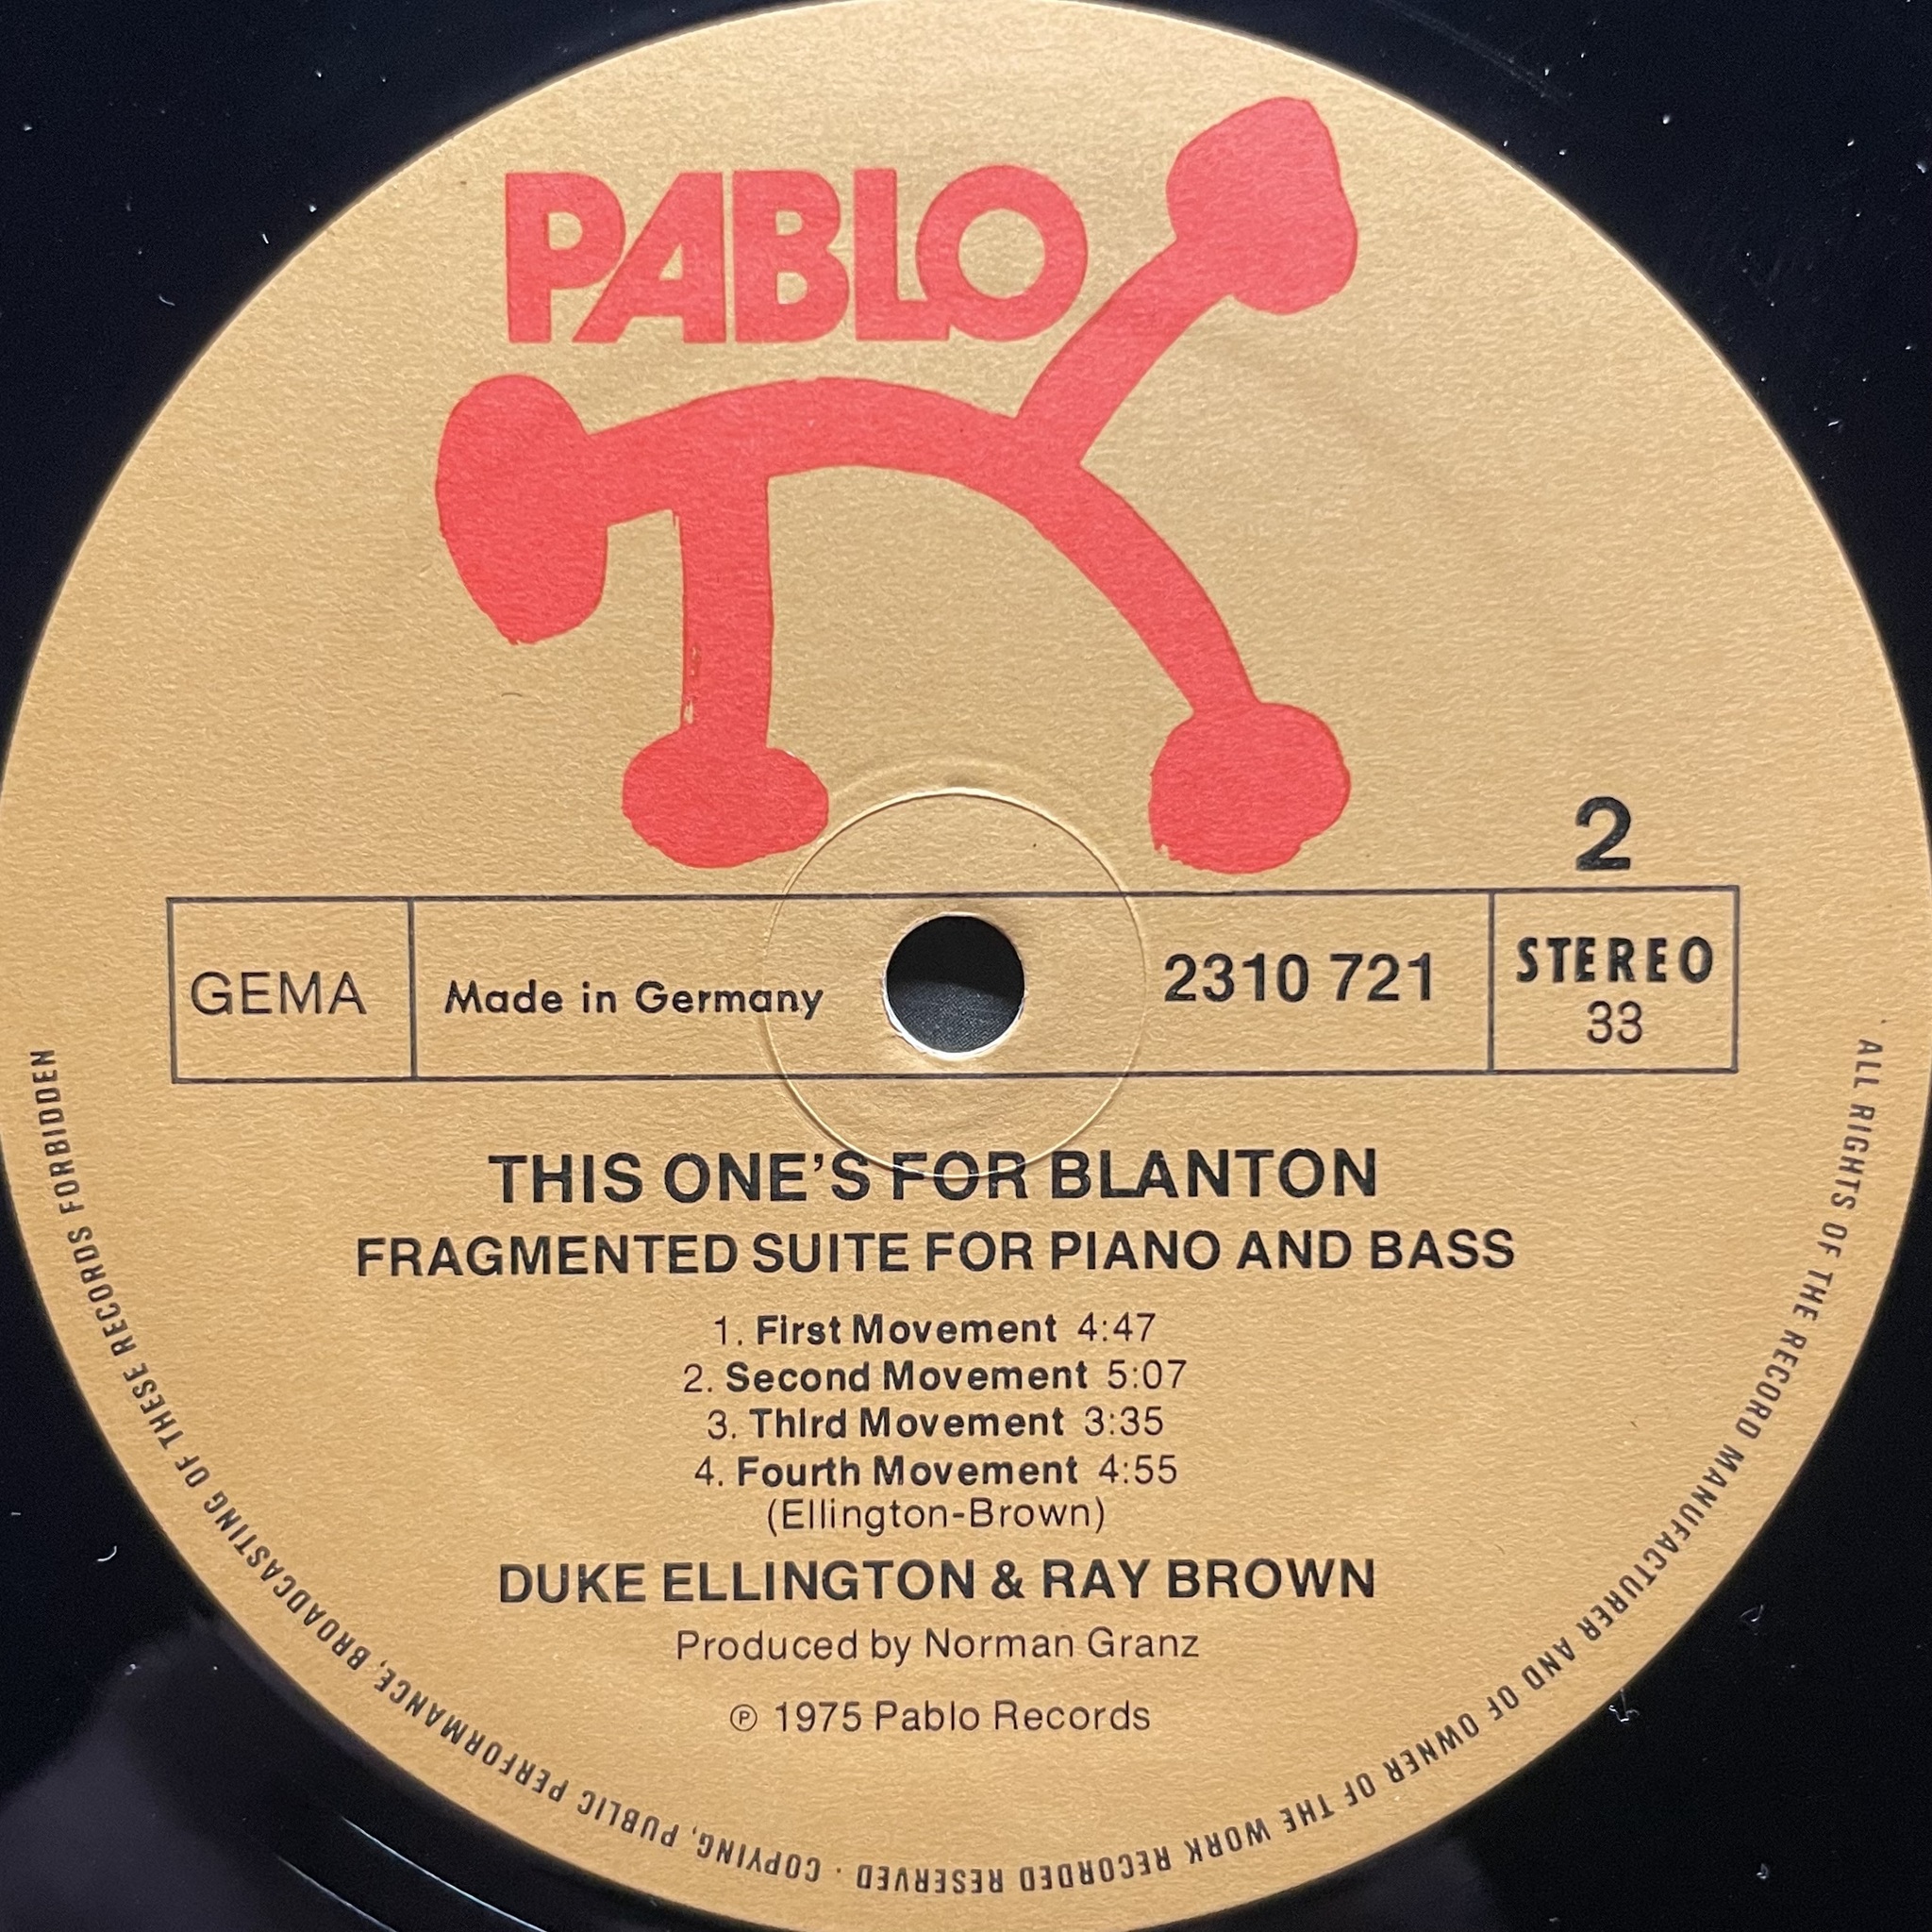 PABLO
2
GEMA
Made in Germany
2310 721
STEREO
33
THIS ONE'S FOR BLANTON
FRAGMENTED SUITE FOR PIANO AND BASS
1. First Movement 4:47
2. Second Movement 5:07
3. Third Movement 3:35
4. Fourth Movement 4:55
(Ellington-Brown)
DUKE ELLINGTON & RAY BROWN
Produced by Norman Granz
℗ 1975 Pablo Records
ALL RIGHTS OF THE RECORD MANUFACTURER AND OF OWNER OF THE WORK RECORDED RESERVED · COPYING, PUBLIC PERFORMANCE, BROADCASTING OF THESE RECORDS FORBIDDEN